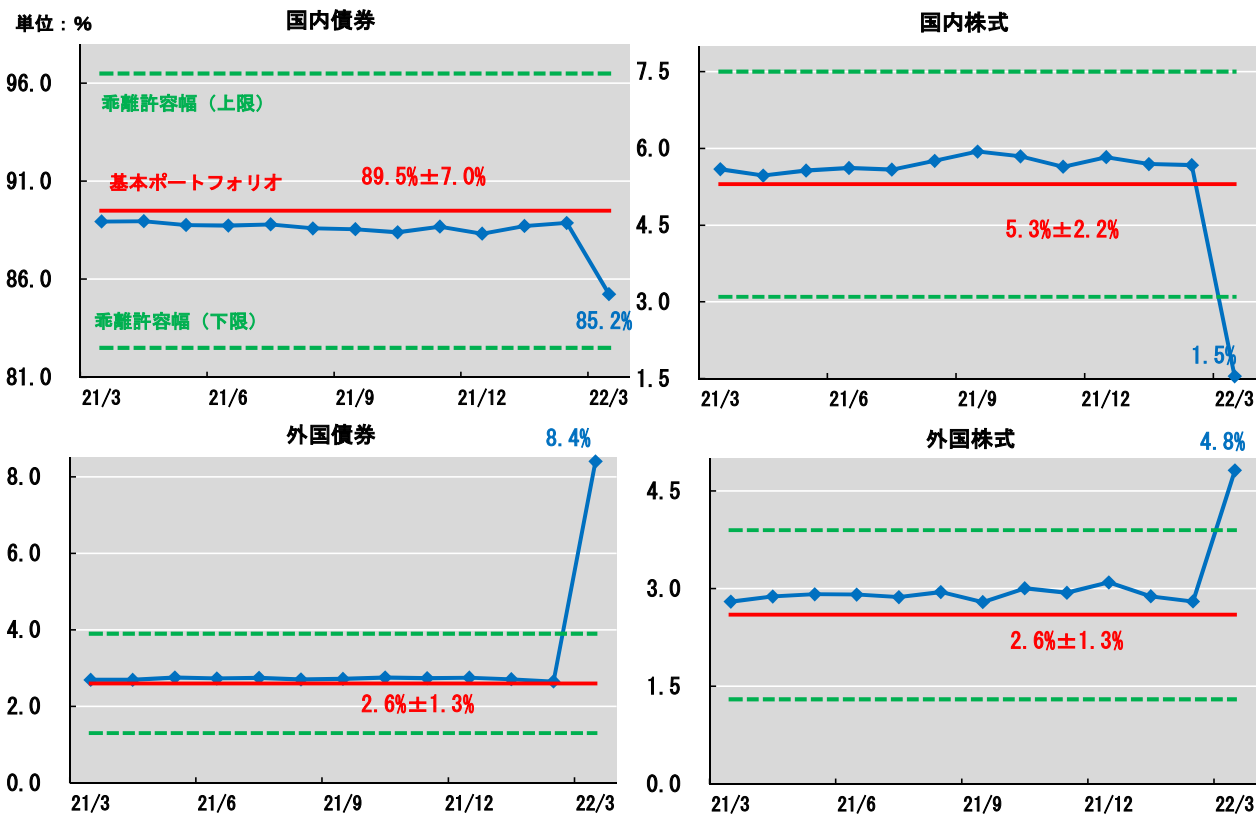 単位：％
国内債券
96.0
91.0
86.0
81.0
乖離許容幅（上限）
基本ポートフォリオ
89.5%±7.0%
乖離許容幅（下限）
85.2%
21/3 21/6 21/9 21/12 22/3
国内株式
7.5
6.0
4.5
3.0
1.5
5.3%±2.2%
1.5%
21/3 21/6 21/9 21/12 22/3
外国債券
8.4%
8.0
6.0
4.0
2.0
0.0
2.6%±1.3%
21/3 21/6 21/9 21/12 22/3
外国株式
4.8%
4.5
3.0
1.5
0.0
2.6%±1.3%
21/3 21/6 21/9 21/12 22/3